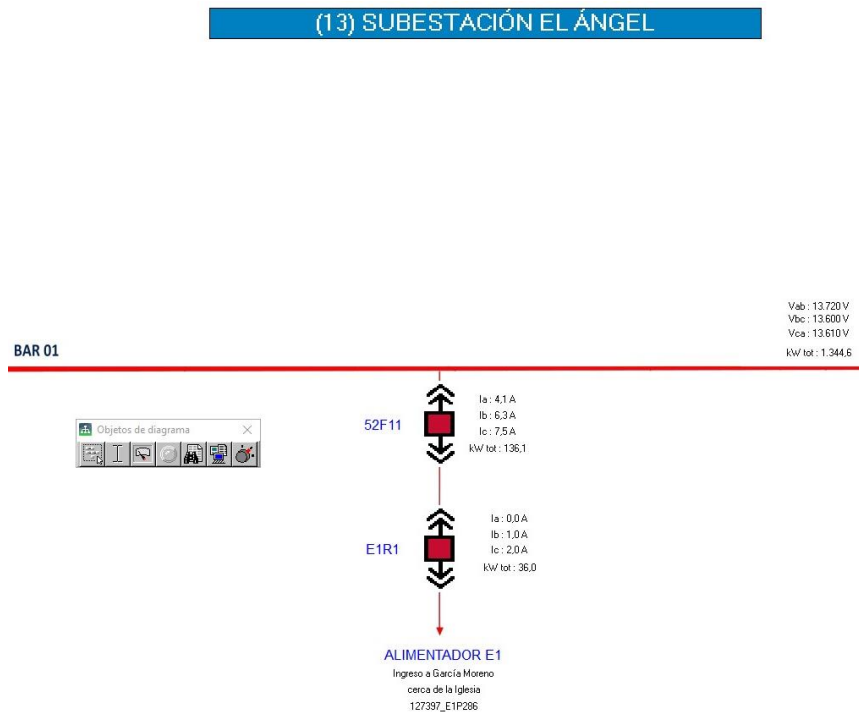 (13) SUBESTACIÓN EL ÁNGEL
Vab : 13.720 V
Vbc : 13.600 V
Vca : 13.610 V
kW tot : 1.344,6
BAR 01
52F11
Ia : 4,1 A
Ib : 6,3 A
Ic : 7,5 A
kW tot : 136,1
Objetos de diagrama
E1R1
Ia : 0,0 A
Ib : 1,0 A
Ic : 2,0 A
kW tot : 36,0
ALIMENTADOR E1
Ingreso a García Moreno
cerca de la Iglesia
127397_E1P286